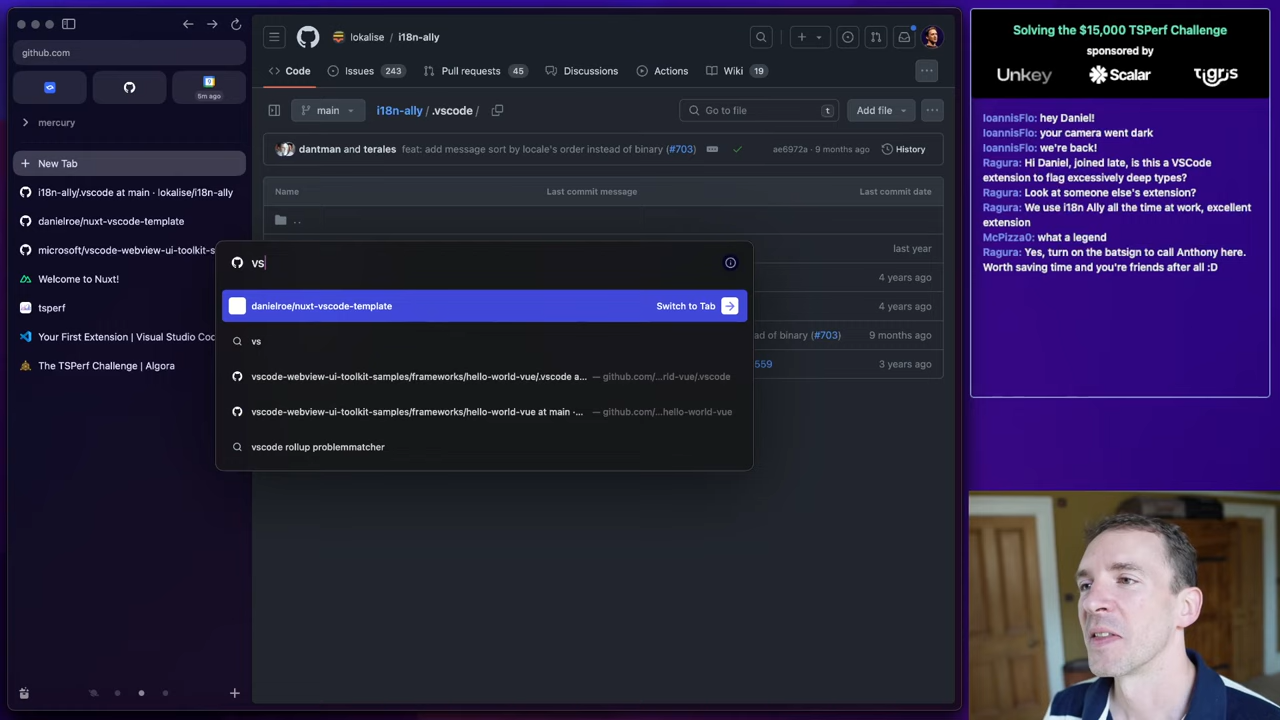 github.com
5m ago
mercury
New Tab
i18n-ally/.vscode at main · lokalise/i18n-ally
danielroe/nuxt-vscode-template
microsoft/vscode-webview-ui-toolkit-s
Welcome to Nuxt!
tsperf
Your First Extension | Visual Studio Cod
The TSPerf Challenge | Algora
lokalise / i18n-ally
Code
Issues 243
Pull requests 45
Discussions
Actions
Wiki 19
main
i18n-ally / .vscode /
Go to file t
Add file
dantman and terales feat: add message sort by locale's order instead of binary (#703)
ae6972a · 9 months ago
History
Name Last commit message Last commit date
..
last year
4 years ago
4 years ago
ad of binary (#703) 9 months ago
559 3 years ago
vs
danielroe/nuxt-vscode-template Switch to Tab
vs
vscode-webview-ui-toolkit-samples/frameworks/hello-world-vue/.vscode a... — github.com/...rld-vue/.vscode
vscode-webview-ui-toolkit-samples/frameworks/hello-world-vue at main ·... — github.com/...hello-world-vue
vscode rollup problemmatcher
Solving the $15,000 TSPerf Challenge
sponsored by
Unkey Scalar tigris
IoannisFlo: hey Daniel!
IoannisFlo: your camera went dark
IoannisFlo: we're back!
Ragura: Hi Daniel, joined late, is this a VSCode
extension to flag excessively deep types?
Ragura: Look at someone else's extension?
Ragura: We use i18n Ally all the time at work, excellent
extension
McPizza0: what a legend
Ragura: Yes, turn on the batsign to call Anthony here.
Worth saving time and you're friends after all :D